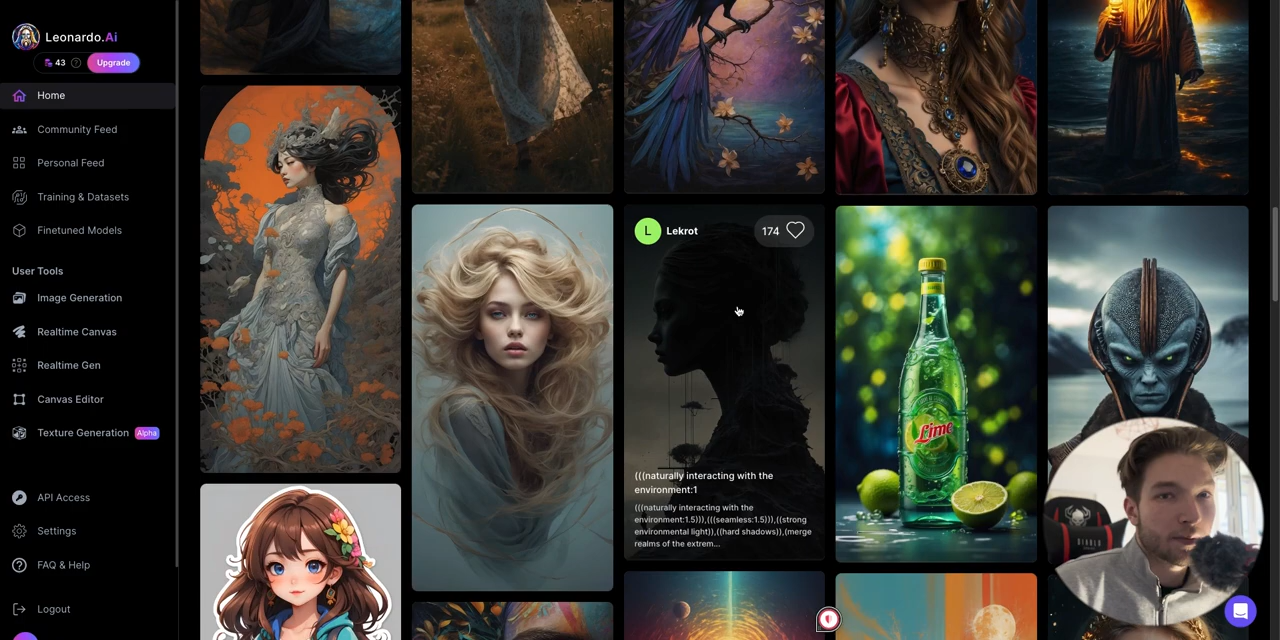 Leonardo.Ai
43 ? Upgrade
Home
Community Feed
Personal Feed
Training & Datasets
Finetuned Models
User Tools
Image Generation
Realtime Canvas
Realtime Gen
Canvas Editor
Texture Generation Alpha
API Access
Settings
FAQ & Help
Logout
L Lekrot 174
(((naturally interacting with the
environment:1
(((naturally interacting with the
environment:1.5))),(((seamless:1.5))),((strong
environmental light)),((hard shadows)),(merge
realms of the extrem...
Lime